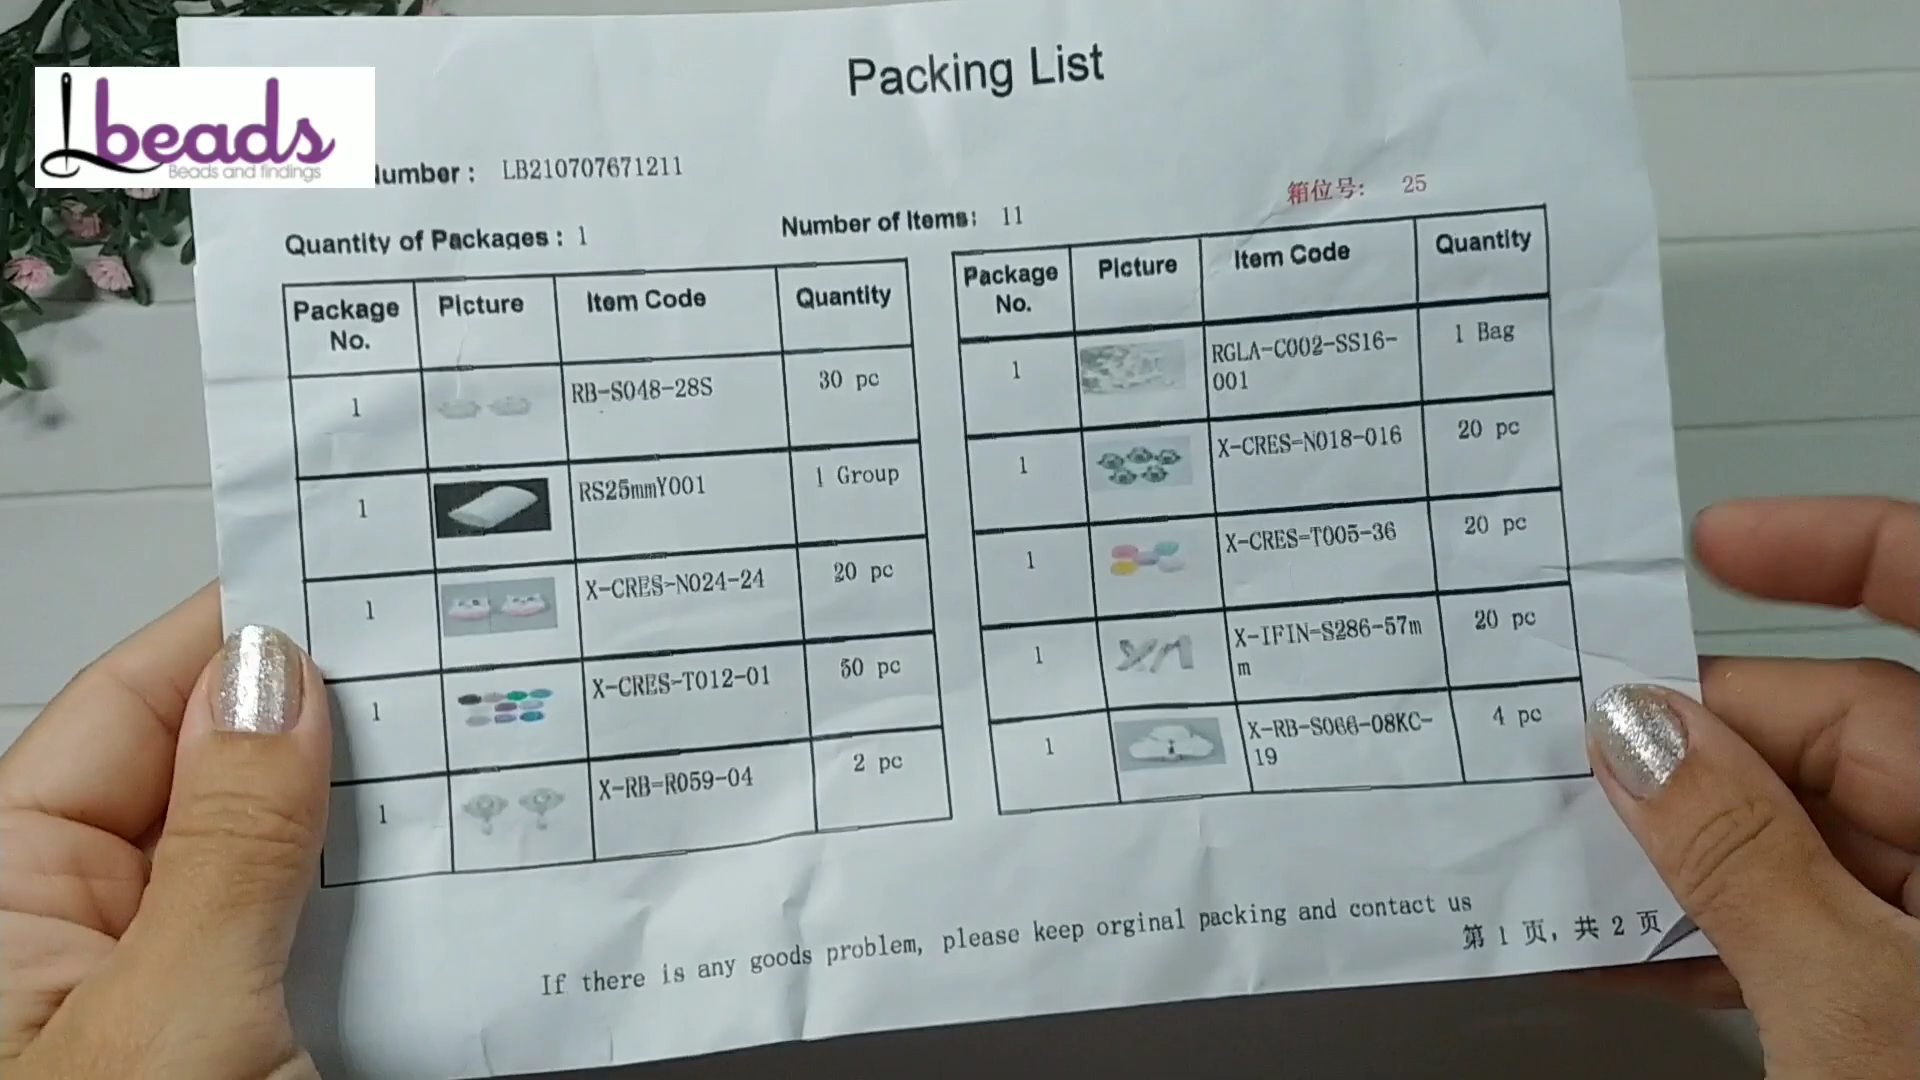 Lbeads
Beads and findings
Packing List
Number: LB210707671211
箱位号: 25
Quantity of Packages: 1
Number of Items: 11
Package No. Picture Item Code Quantity
1 RB-S048-28S 30 pc
1 RS25mmY001 1 Group
1 X-CRES-N024-24 20 pc
1 X-CRES-T012-01 50 pc
1 X-RB-R059-04 2 pc
Package No. Picture Item Code Quantity
1 RGLA-C002-SS16-
001 1 Bag
1 X-CRES-N018-016 20 pc
1 X-CRES-T005-36 20 pc
1 X-IFIN-S286-57m
m 20 pc
1 X-RB-S066-08KC-
19 4 pc
If there is any goods problem, please keep orginal packing and contact us
第 1 页, 共 2 页